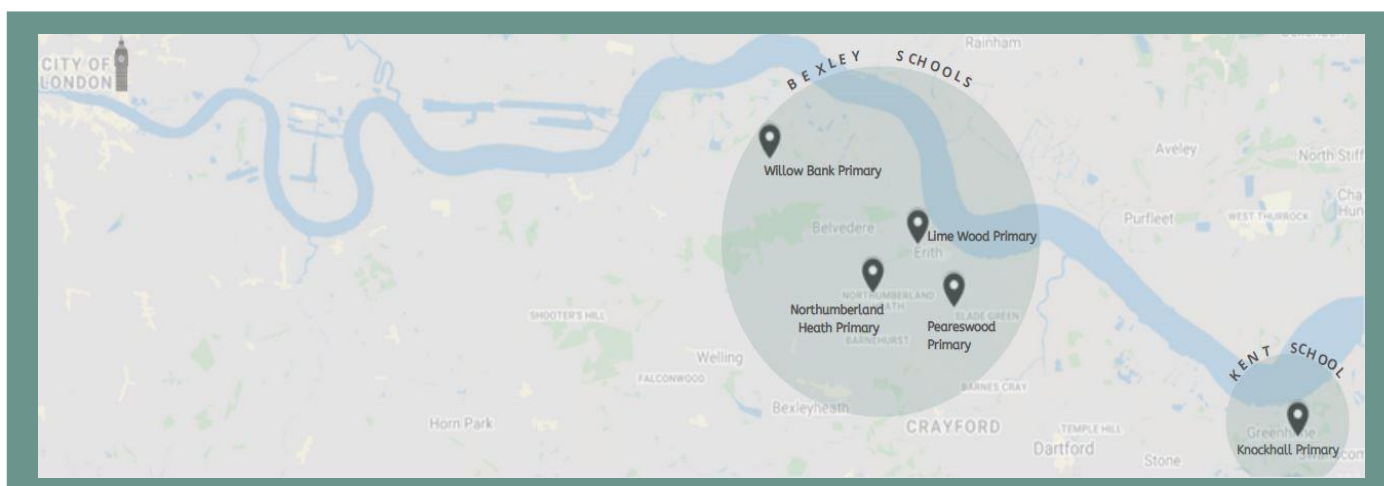 CITY OF
LONDON
Rainham
BEXLEY SCHOOLS
Aveley
North Stiff
Willow Bank Primary
Cha
Hun
Purfleet
WEST THURROCK
Belvedere
Lime Wood Primary
Erith
NORTHUMBERLAND
HEATH
Northumberland
Heath Primary
SLADE GREEN
SHOOTER'S HILL
Peareswood
Primary
BARNEHURST
Welling
KENT SCHOOL
FALCONWOOD
BARNES CRAY
Bexleyheath
Horn Park
CRAYFORD
TEMPLE HILL
Dartford
Stone
Knockhall Primary